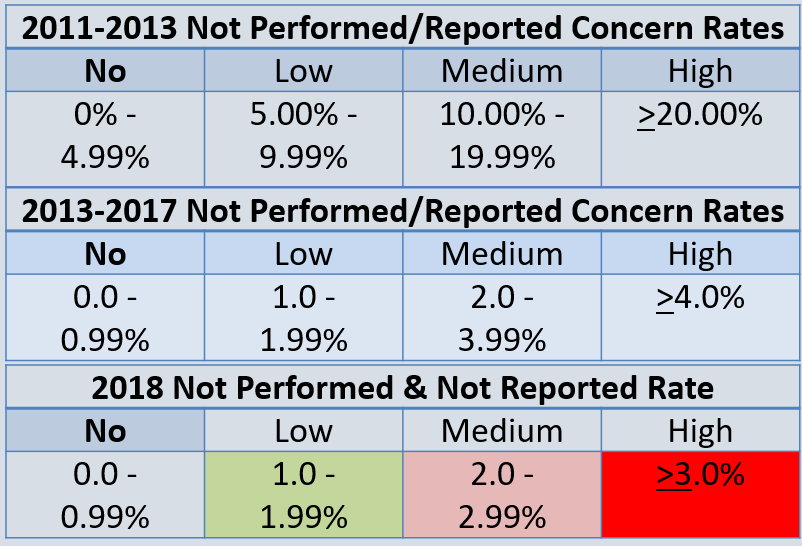 2011-2013 Not Performed/Reported Concern Rates
No Low Medium High
0% - 5.00% - 10.00% - ≥20.00%
4.99% 9.99% 19.99%
2013-2017 Not Performed/Reported Concern Rates
No Low Medium High
0.0 - 1.0 - 2.0 - ≥4.0%
0.99% 1.99% 3.99%
2018 Not Performed & Not Reported Rate
No Low Medium High
0.0 - 1.0 - 2.0 - ≥3.0%
0.99% 1.99% 2.99%